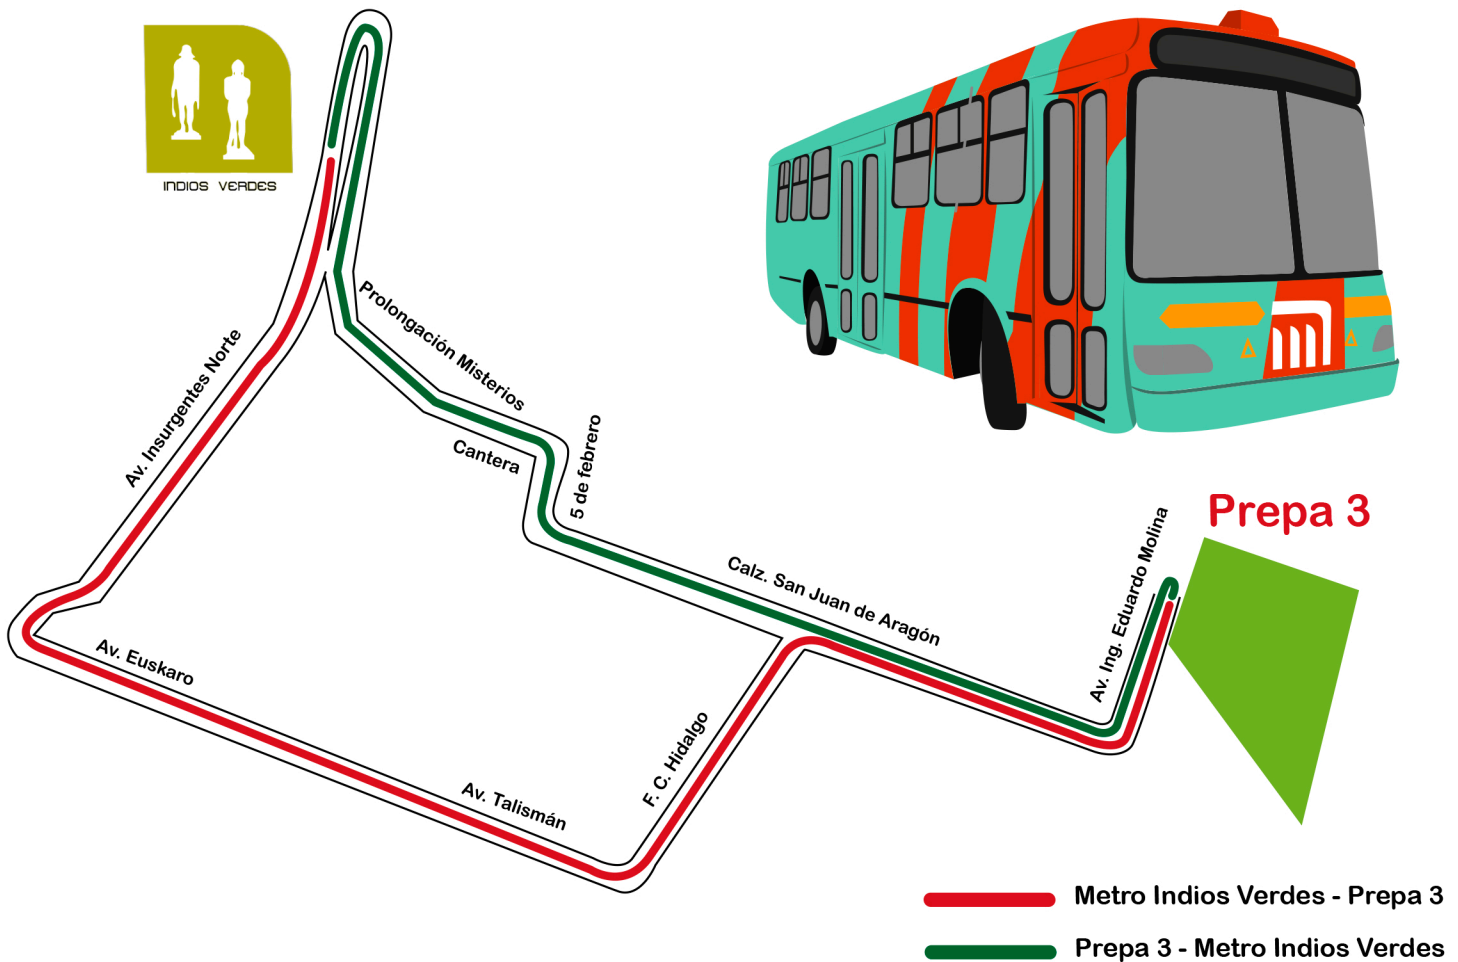 INDIOS VERDES
Prolongación Misterios
Av. Insurgentes Norte
Cantera
5 de febrero
Prepa 3
Calz. San Juan de Aragón
Av. Ing. Eduardo Molina
Av. Euskaro
F. C. Hidalgo
Av. Talismán
Metro Indios Verdes - Prepa 3
Prepa 3 - Metro Indios Verdes